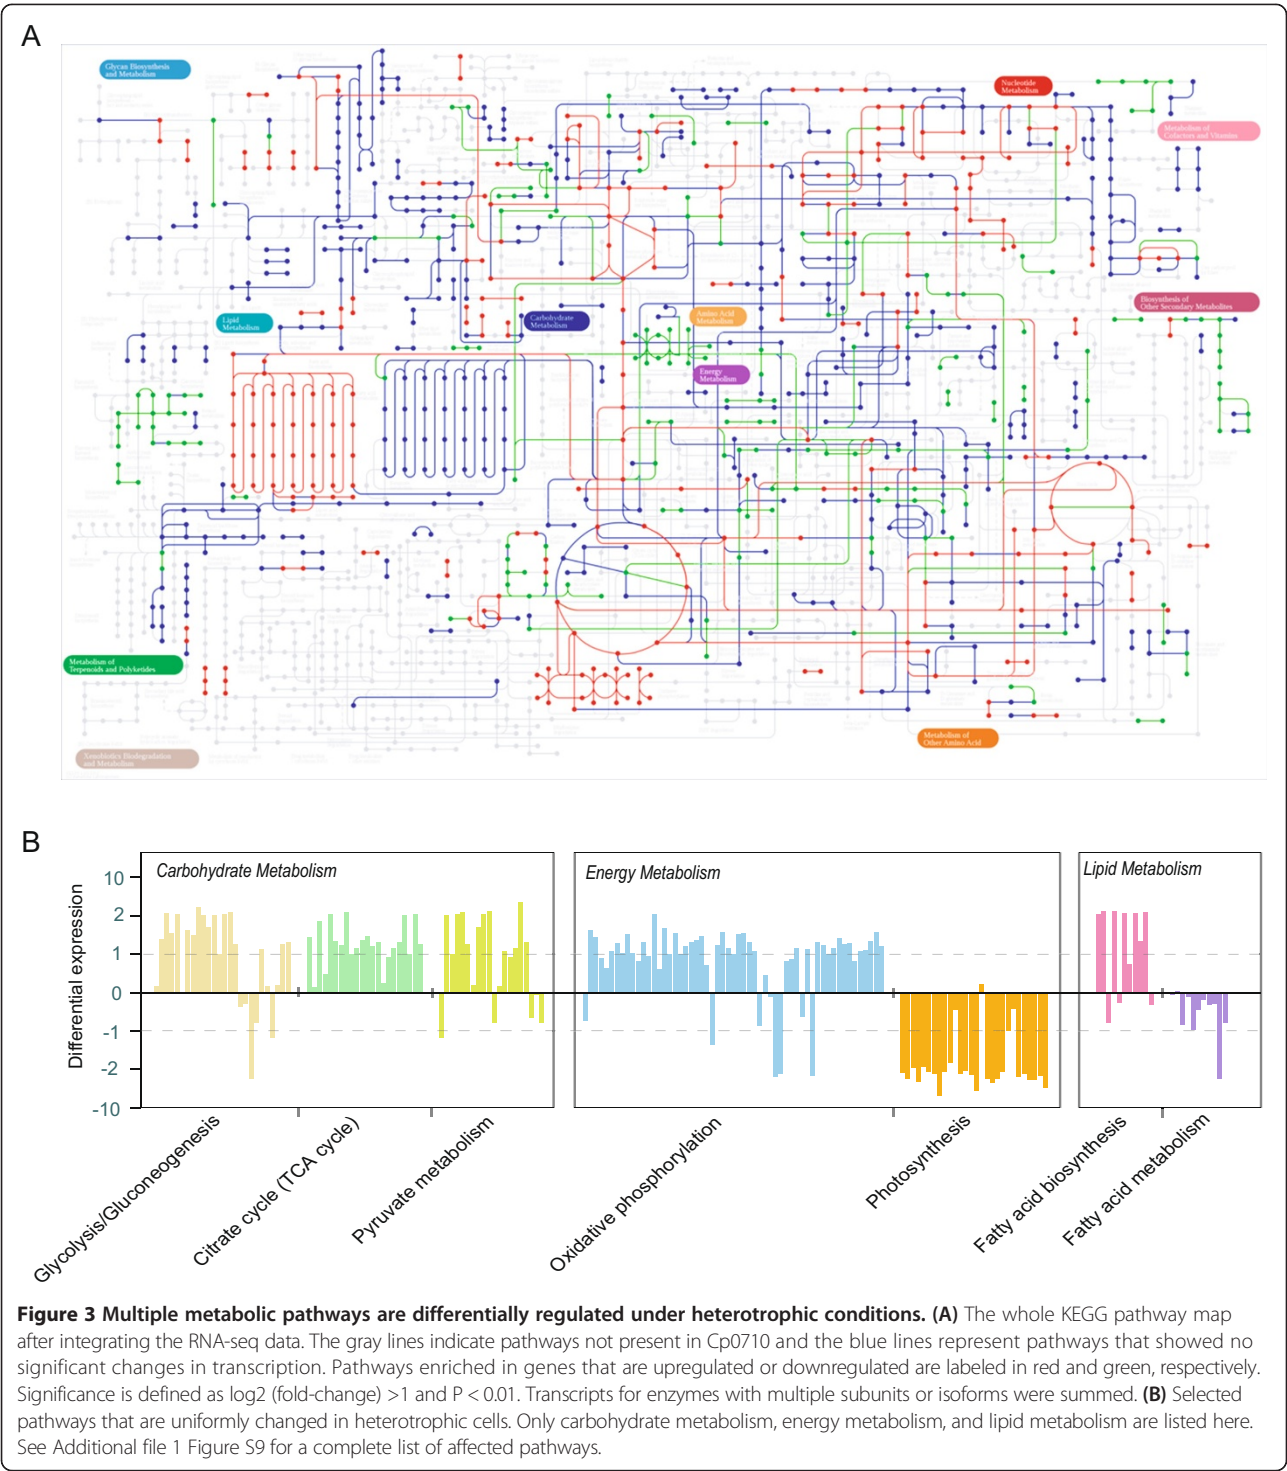 A
Glycan Biosynthesis
and Metabolism
Nucleotide
Metabolism
Metabolism of
Cofactors and Vitamins
Biosynthesis of
Other Secondary Metabolites
Lipid
Metabolism
Carbohydrate
Metabolism
Amino Acid
Metabolism
Energy
Metabolism
Metabolism of
Terpenoids and Polyketides
Metabolism of
Other Amino Acid
Xenobiotics Biodegradation
and Metabolism
B
Differential expression
10
2
1
0
-1
-2
-10
Carbohydrate Metabolism
Energy Metabolism
Lipid Metabolism
Glycolysis/Gluconeogenesis
Citrate cycle (TCA cycle)
Pyruvate metabolism
Oxidative phosphorylation
Photosynthesis
Fatty acid biosynthesis
Fatty acid metabolism
Figure 3 Multiple metabolic pathways are differentially regulated under heterotrophic conditions. (A) The whole KEGG pathway map
after integrating the RNA-seq data. The gray lines indicate pathways not present in Cp0710 and the blue lines represent pathways that showed no
significant changes in transcription. Pathways enriched in genes that are upregulated or downregulated are labeled in red and green, respectively.
Significance is defined as log2 (fold-change) >1 and P < 0.01. Transcripts for enzymes with multiple subunits or isoforms were summed. (B) Selected
pathways that are uniformly changed in heterotrophic cells. Only carbohydrate metabolism, energy metabolism, and lipid metabolism are listed here.
See Additional file 1 Figure S9 for a complete list of affected pathways.